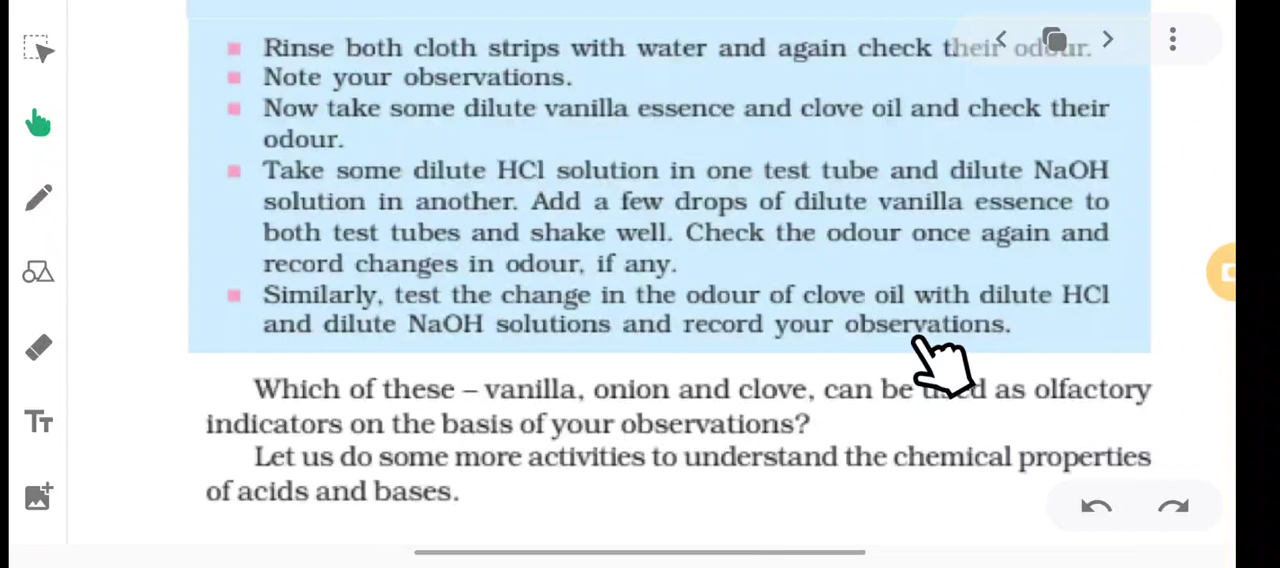 Rinse both cloth strips with water and again check their odour.
Note your observations.
Now take some dilute vanilla essence and clove oil and check their
odour.
Take some dilute HCl solution in one test tube and dilute NaOH
solution in another. Add a few drops of dilute vanilla essence to
both test tubes and shake well. Check the odour once again and
record changes in odour, if any.
Similarly, test the change in the odour of clove oil with dilute HCl
and dilute NaOH solutions and record your observations.
Which of these – vanilla, onion and clove, can be used as olfactory
indicators on the basis of your observations?
Let us do some more activities to understand the chemical properties
of acids and bases.
Tt